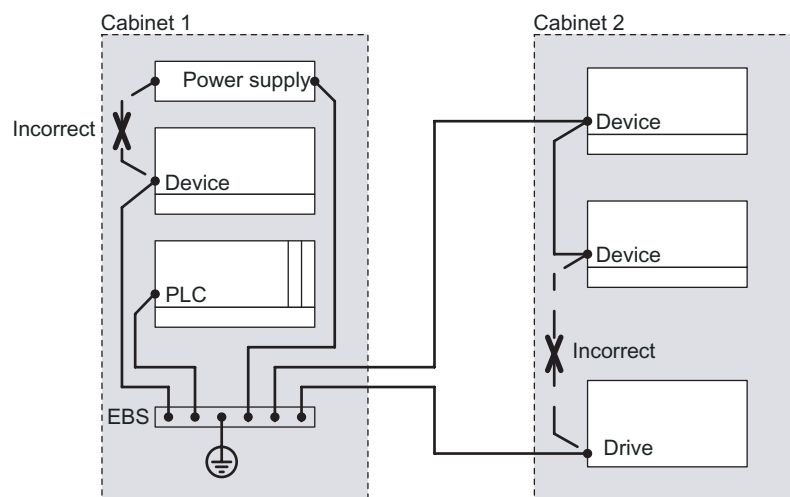 Cabinet 1
Power supply
Incorrect
Device
PLC
EBS
Cabinet 2
Device
Device
Incorrect
Drive